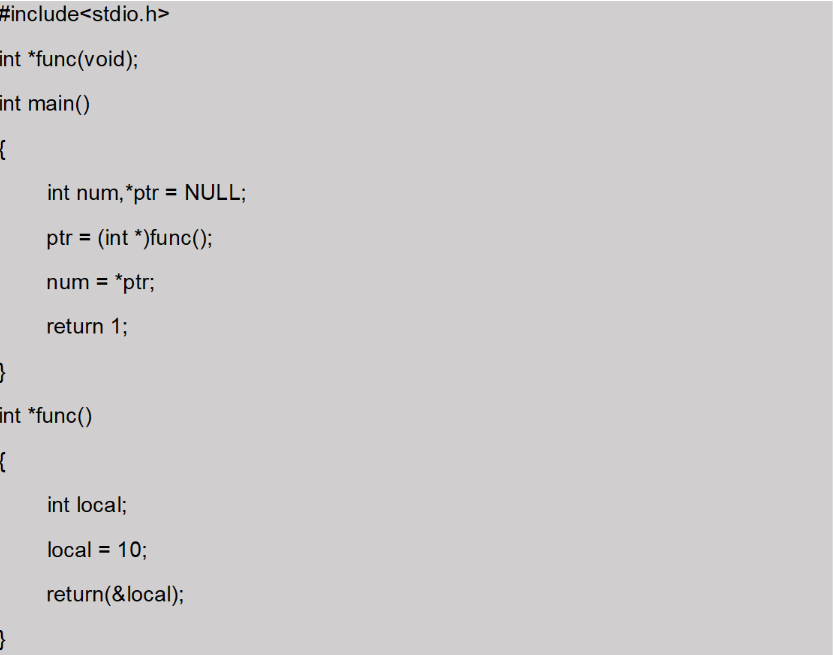 #include<stdio.h>
int *func(void);
int main()
{
int num,*ptr = NULL;
ptr = (int *)func();
num = *ptr;
return 1;
}
int *func()
{
int local;
local = 10;
return(&local);
}